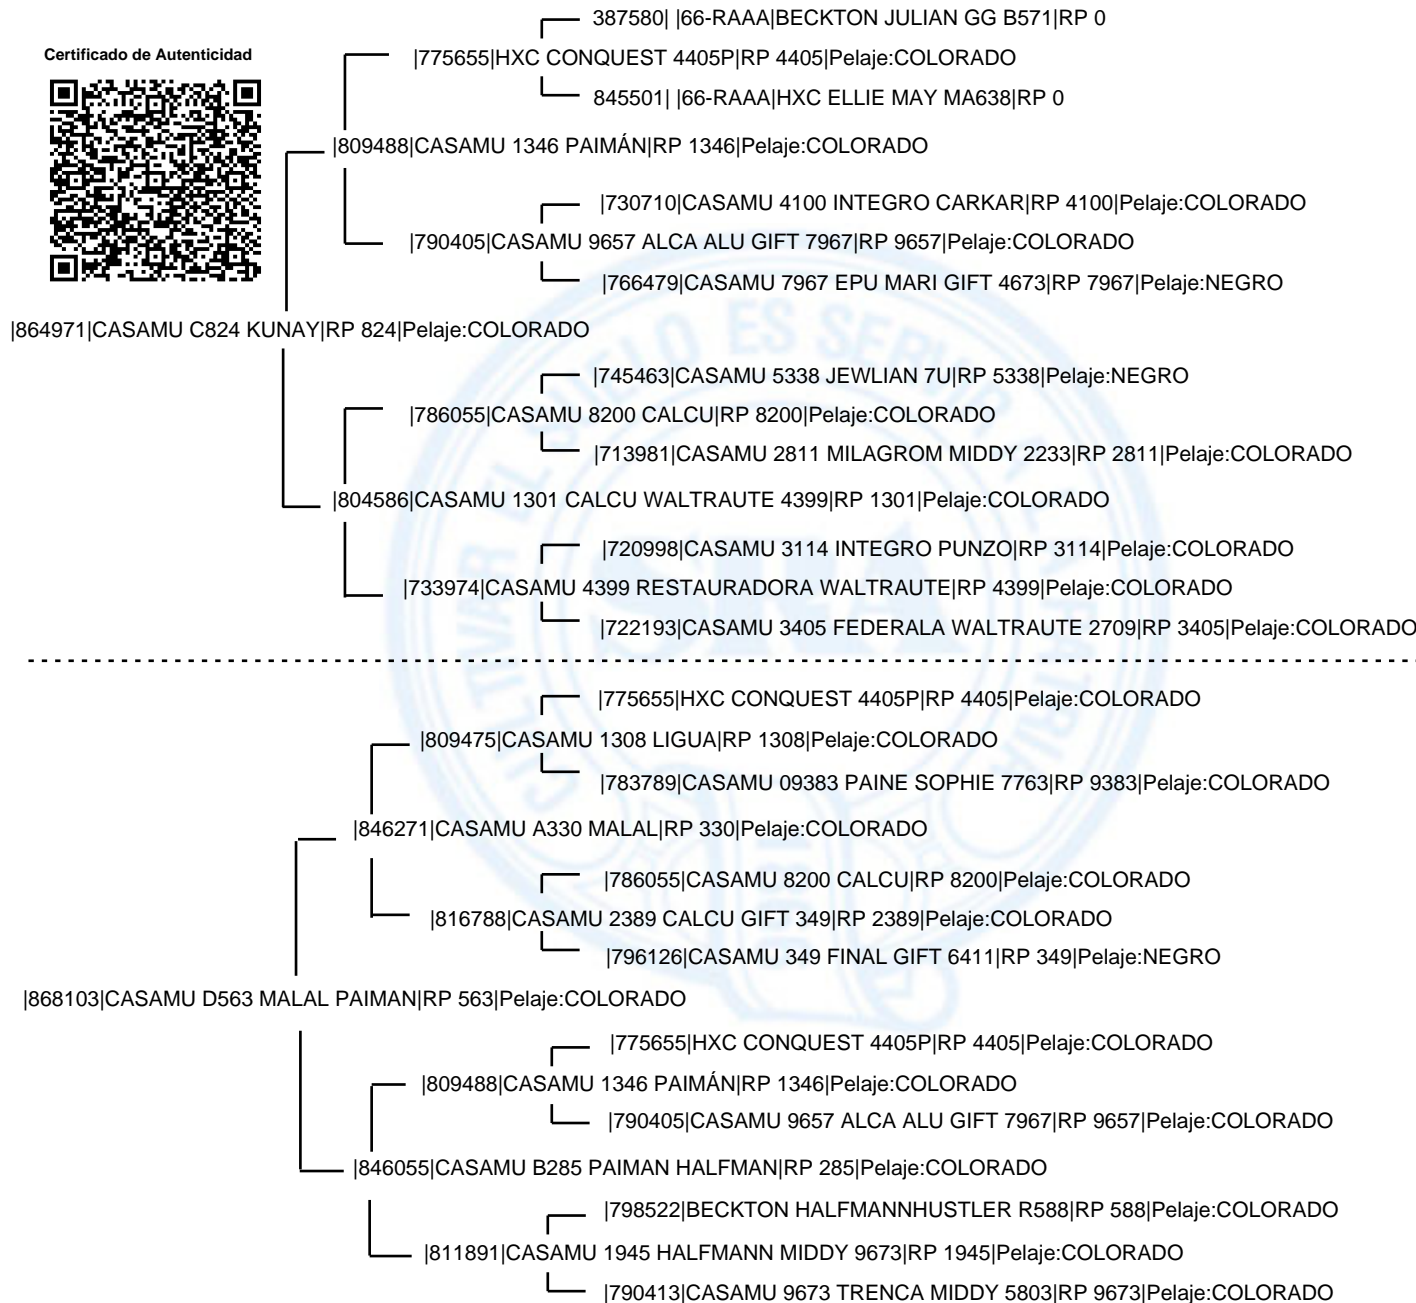 387580| |66-RAAA|BECKTON JULIAN GG B571|RP 0
Certificado de Autenticidad
|775655|HXC CONQUEST 4405P|RP 4405|Pelaje:COLORADO
845501| |66-RAAA|HXC ELLIE MAY MA638|RP 0
|809488|CASAMU 1346 PAIMÁN|RP 1346|Pelaje:COLORADO
|730710|CASAMU 4100 INTEGRO CARKAR|RP 4100|Pelaje:COLORADO
|790405|CASAMU 9657 ALCA ALU GIFT 7967|RP 9657|Pelaje:COLORADO
|766479|CASAMU 7967 EPU MARI GIFT 4673|RP 7967|Pelaje:NEGRO
|864971|CASAMU C824 KUNAY|RP 824|Pelaje:COLORADO
|745463|CASAMU 5338 JEWLIAN 7U|RP 5338|Pelaje:NEGRO
|786055|CASAMU 8200 CALCU|RP 8200|Pelaje:COLORADO
|713981|CASAMU 2811 MILAGROM MIDDY 2233|RP 2811|Pelaje:COLORADO
|804586|CASAMU 1301 CALCU WALTRAUTE 4399|RP 1301|Pelaje:COLORADO
|720998|CASAMU 3114 INTEGRO PUNZO|RP 3114|Pelaje:COLORADO
|733974|CASAMU 4399 RESTAURADORA WALTRAUTE|RP 4399|Pelaje:COLORADO
|722193|CASAMU 3405 FEDERALA WALTRAUTE 2709|RP 3405|Pelaje:COLORADO
|775655|HXC CONQUEST 4405P|RP 4405|Pelaje:COLORADO
|809475|CASAMU 1308 LIGUA|RP 1308|Pelaje:COLORADO
|783789|CASAMU 09383 PAINE SOPHIE 7763|RP 9383|Pelaje:COLORADO
|846271|CASAMU A330 MALAL|RP 330|Pelaje:COLORADO
|786055|CASAMU 8200 CALCU|RP 8200|Pelaje:COLORADO
|816788|CASAMU 2389 CALCU GIFT 349|RP 2389|Pelaje:COLORADO
|796126|CASAMU 349 FINAL GIFT 6411|RP 349|Pelaje:NEGRO
|868103|CASAMU D563 MALAL PAIMAN|RP 563|Pelaje:COLORADO
|775655|HXC CONQUEST 4405P|RP 4405|Pelaje:COLORADO
|809488|CASAMU 1346 PAIMÁN|RP 1346|Pelaje:COLORADO
|790405|CASAMU 9657 ALCA ALU GIFT 7967|RP 9657|Pelaje:COLORADO
|846055|CASAMU B285 PAIMAN HALFMAN|RP 285|Pelaje:COLORADO
|798522|BECKTON HALFMANNHUSTLER R588|RP 588|Pelaje:COLORADO
|811891|CASAMU 1945 HALFMANN MIDDY 9673|RP 1945|Pelaje:COLORADO
|790413|CASAMU 9673 TRENCA MIDDY 5803|RP 9673|Pelaje:COLORADO
CULTIVAR EL SUELO ES SERVIR A LA PATRIA
SRA